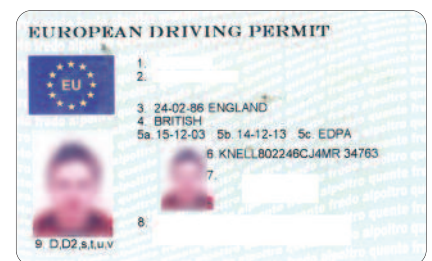 EUROPEAN DRIVING PERMIT
EU
1.
2.
3. 24-02-86 ENGLAND
4. BRITISH
5a. 15-12-03 5b. 14-12-13 5c. EDPA
6. KNELL802246CJ4MR 34763
7.
8.
9. D,D2,s,t,u,v